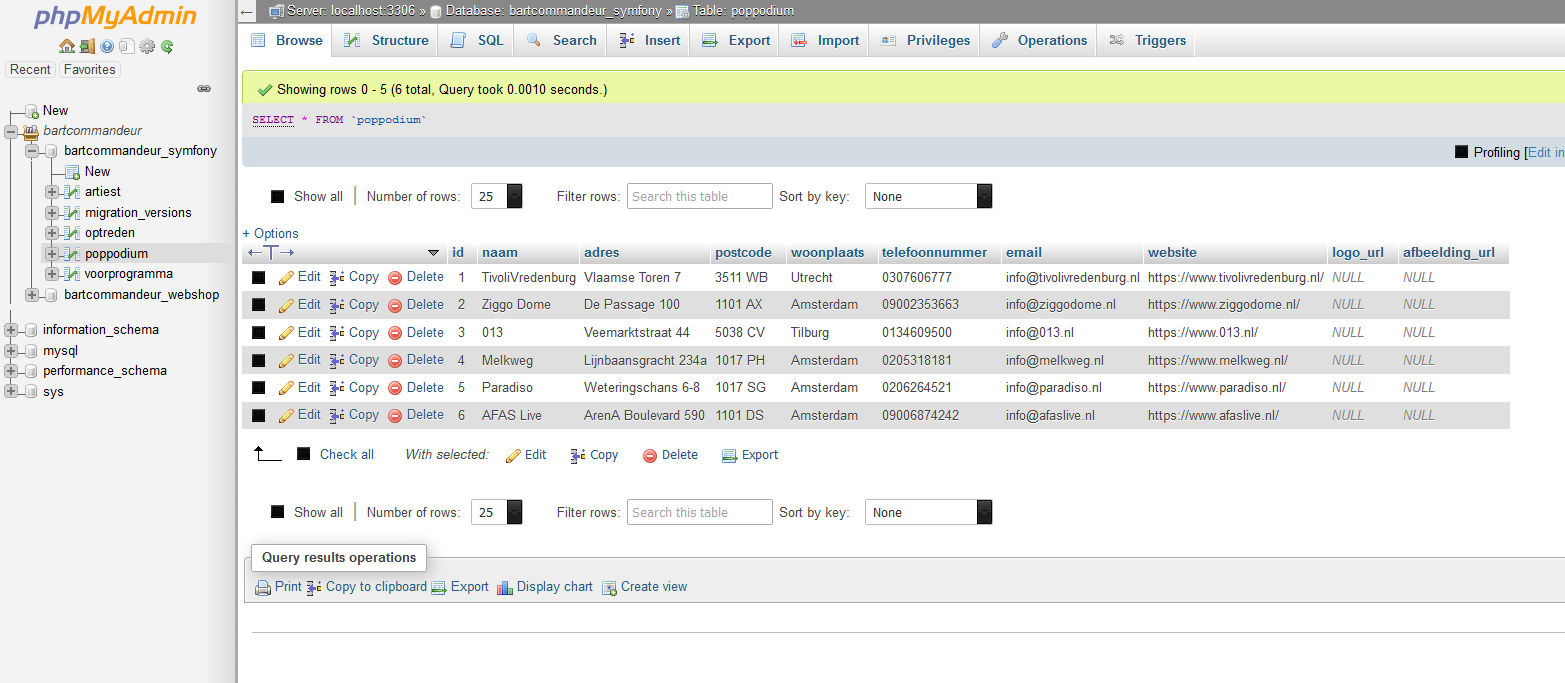 phpMyAdmin
Recent Favorites
New
bartcommandeur
bartcommandeur_symfony
New
artiest
migration_versions
optreden
poppodium
voorprogramma
bartcommandeur_webshop
information_schema
mysql
performance_schema
sys
Server: localhost:3306 » Database: bartcommandeur_symfony » Table: poppodium
Browse Structure SQL Search Insert Export Import Privileges Operations Triggers
Showing rows 0 - 5 (6 total, Query took 0.0010 seconds.)
SELECT * FROM `poppodium`
Profiling [Edit in
Show all | Number of rows: 25 Filter rows: Search this table Sort by key: None
+ Options
id naam adres postcode woonplaats telefoonnummer email website logo_url afbeelding_url
Edit Copy Delete 1 TivoliVredenburg Vlaamse Toren 7 3511 WB Utrecht 0307606777 info@tivolivredenburg.nl https://www.tivolivredenburg.nl/ NULL NULL
Edit Copy Delete 2 Ziggo Dome De Passage 100 1101 AX Amsterdam 09002353663 info@ziggodome.nl https://www.ziggodome.nl/ NULL NULL
Edit Copy Delete 3 013 Veemarktstraat 44 5038 CV Tilburg 0134609500 info@013.nl https://www.013.nl/ NULL NULL
Edit Copy Delete 4 Melkweg Lijnbaansgracht 234a 1017 PH Amsterdam 0205318181 info@melkweg.nl https://www.melkweg.nl/ NULL NULL
Edit Copy Delete 5 Paradiso Weteringschans 6-8 1017 SG Amsterdam 0206264521 info@paradiso.nl https://www.paradiso.nl/ NULL NULL
Edit Copy Delete 6 AFAS Live ArenA Boulevard 590 1101 DS Amsterdam 09006874242 info@afaslive.nl https://www.afaslive.nl/ NULL NULL
Check all With selected: Edit Copy Delete Export
Show all | Number of rows: 25 Filter rows: Search this table Sort by key: None
Query results operations
Print Copy to clipboard Export Display chart Create view